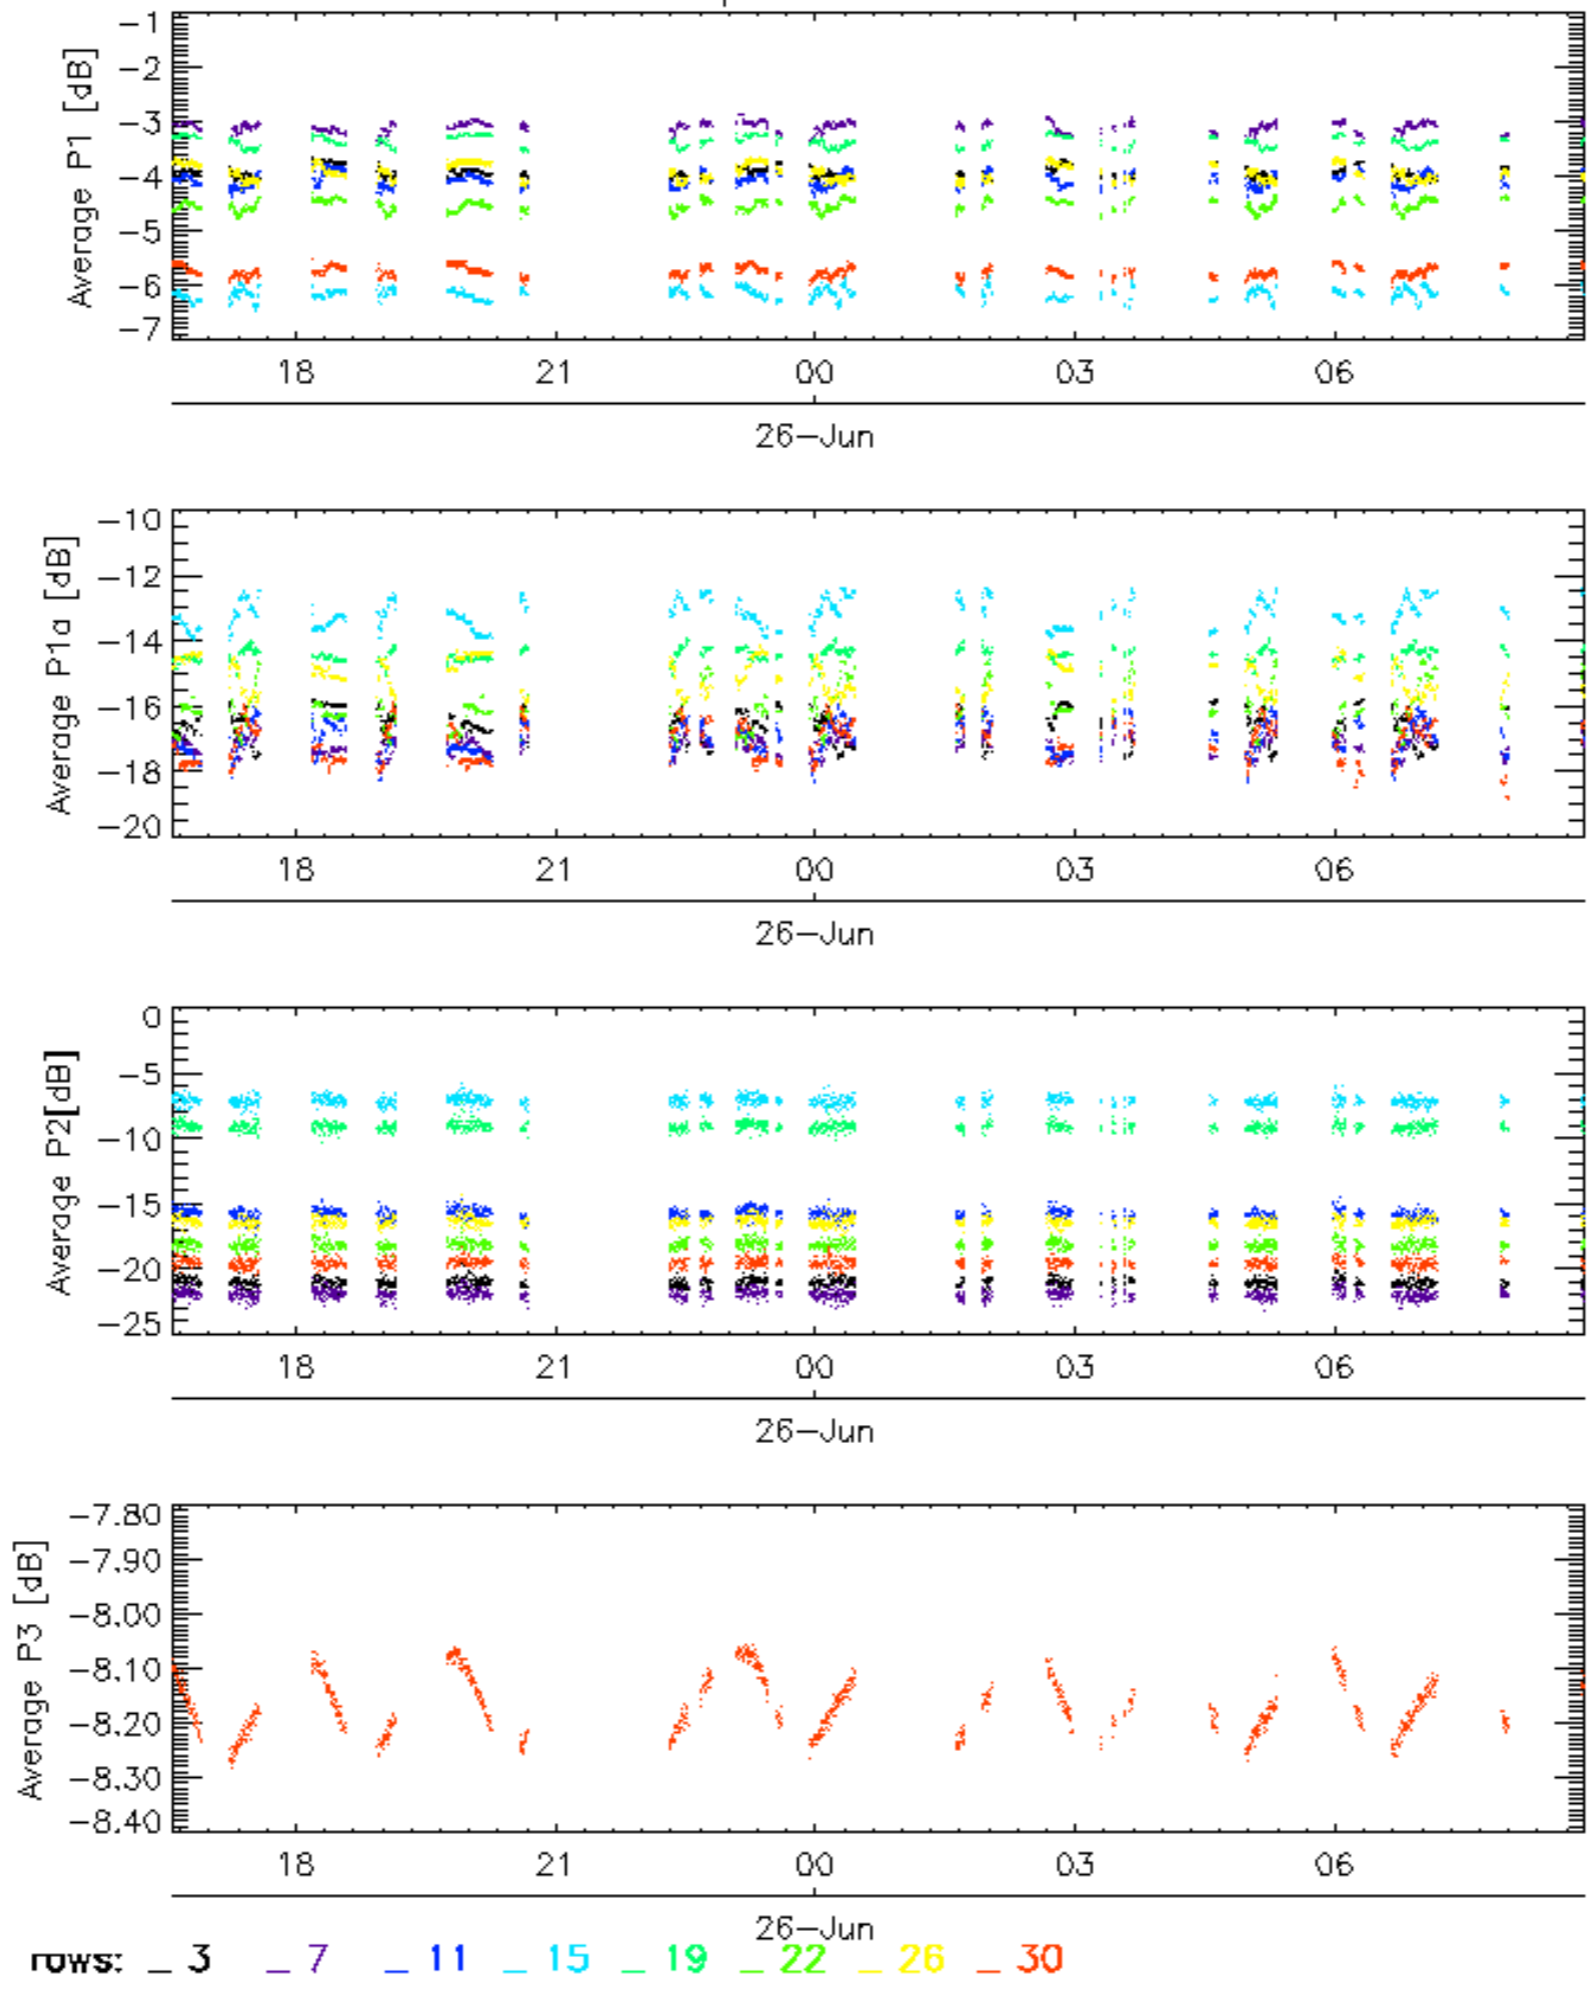 Average P1 [dB]
-1
-2
-3
-4
-5
-6
-7
18 21 00 03 06
26-Jun
Average P1a [dB]
-10
-12
-14
-16
-18
-20
18 21 00 03 06
26-Jun
Average P2[dB]
0
-5
-10
-15
-20
-25
18 21 00 03 06
26-Jun
Average P3 [dB]
-7.80
-7.90
-8.00
-8.10
-8.20
-8.30
-8.40
18 21 00 03 06
26-Jun
rows: _ 3 _ 7 _ 11 _ 15 _ 19 _ 22 _ 26 _ 30